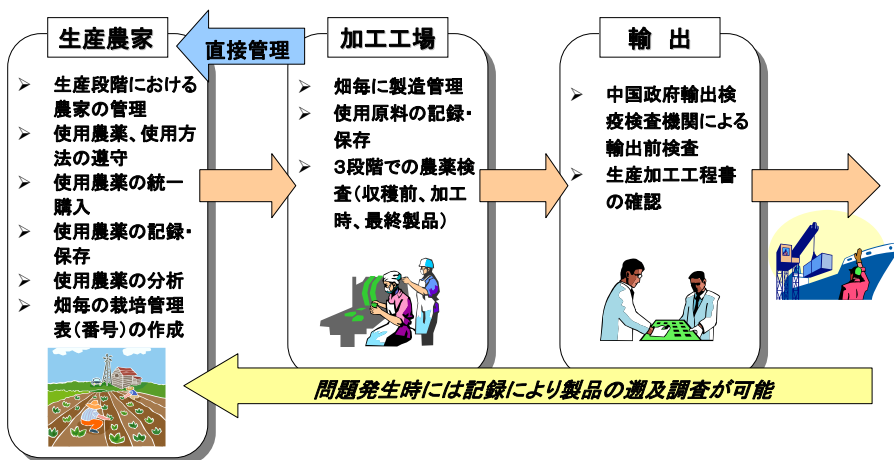 生産農家
➢ 生産段階における
農家の管理
➢ 使用農薬、使用方
法の遵守
➢ 使用農薬の統一
購入
➢ 使用農薬の記録・
保存
➢ 使用農薬の分析
➢ 畑毎の栽培管理
表(番号)の作成
直接管理
加工工場
➢ 畑毎に製造管理
➢ 使用原料の記録・
保存
➢ 3段階での農薬検
査(収穫前、加工
時、最終製品)
輸 出
➢ 中国政府輸出検
疫検査機関による
輸出前検査
➢ 生産加工工程書
の確認
問題発生時には記録により製品の遡及調査が可能